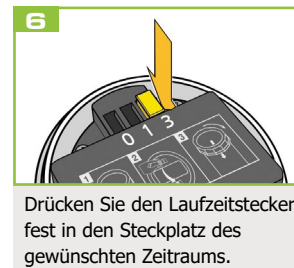 6
0 1 3
1
2
3
Drücken Sie den Laufzeitstecker
fest in den Steckplatz des
gewünschten Zeitraums.